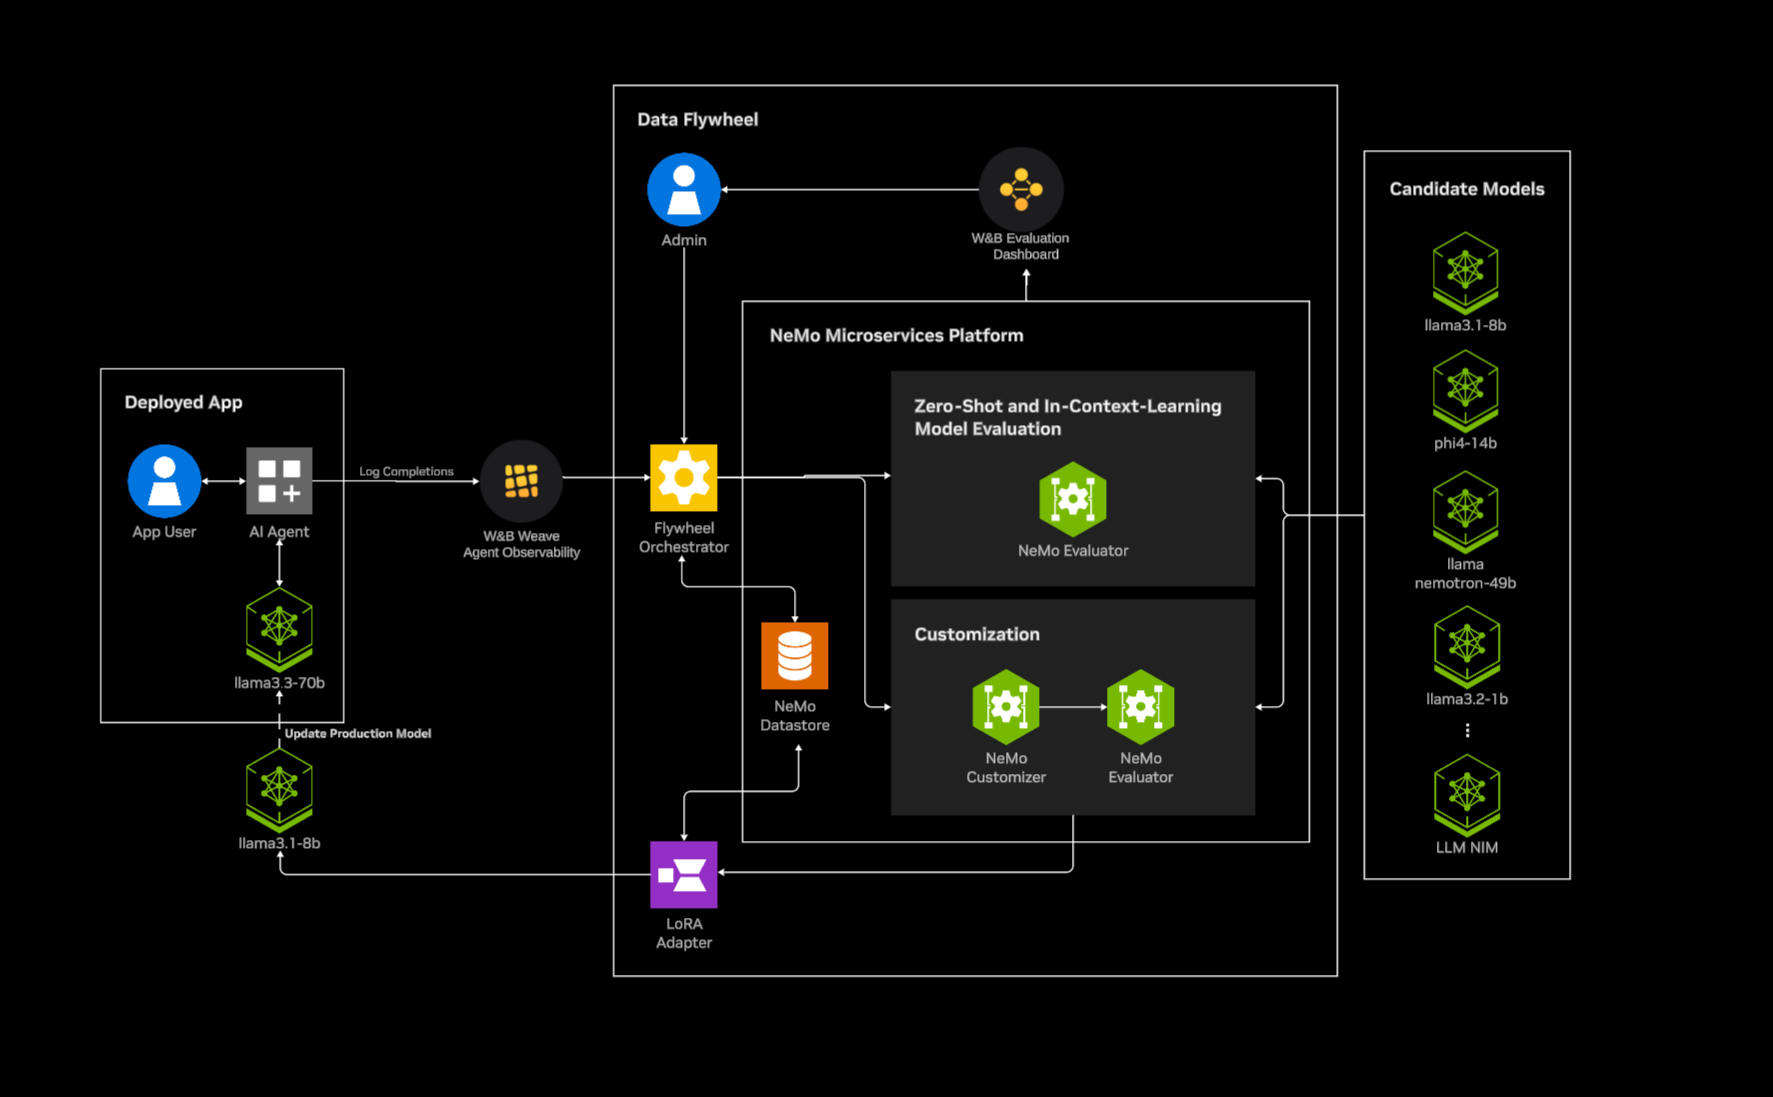 Data Flywheel
Admin
W&B Evaluation
Dashboard
Candidate Models
llama3.1-8b
phi4-14b
llama
nemotron-49b
llama3.2-1b
LLM NIM
NeMo Microservices Platform
Zero-Shot and In-Context-Learning
Model Evaluation
NeMo Evaluator
Customization
NeMo
Customizer
NeMo
Evaluator
Deployed App
App User
AI Agent
Log Completions
W&B Weave
Agent Observability
Flywheel
Orchestrator
NeMo
Datastore
llama3.3-70b
Update Production Model
llama3.1-8b
LoRA
Adapter